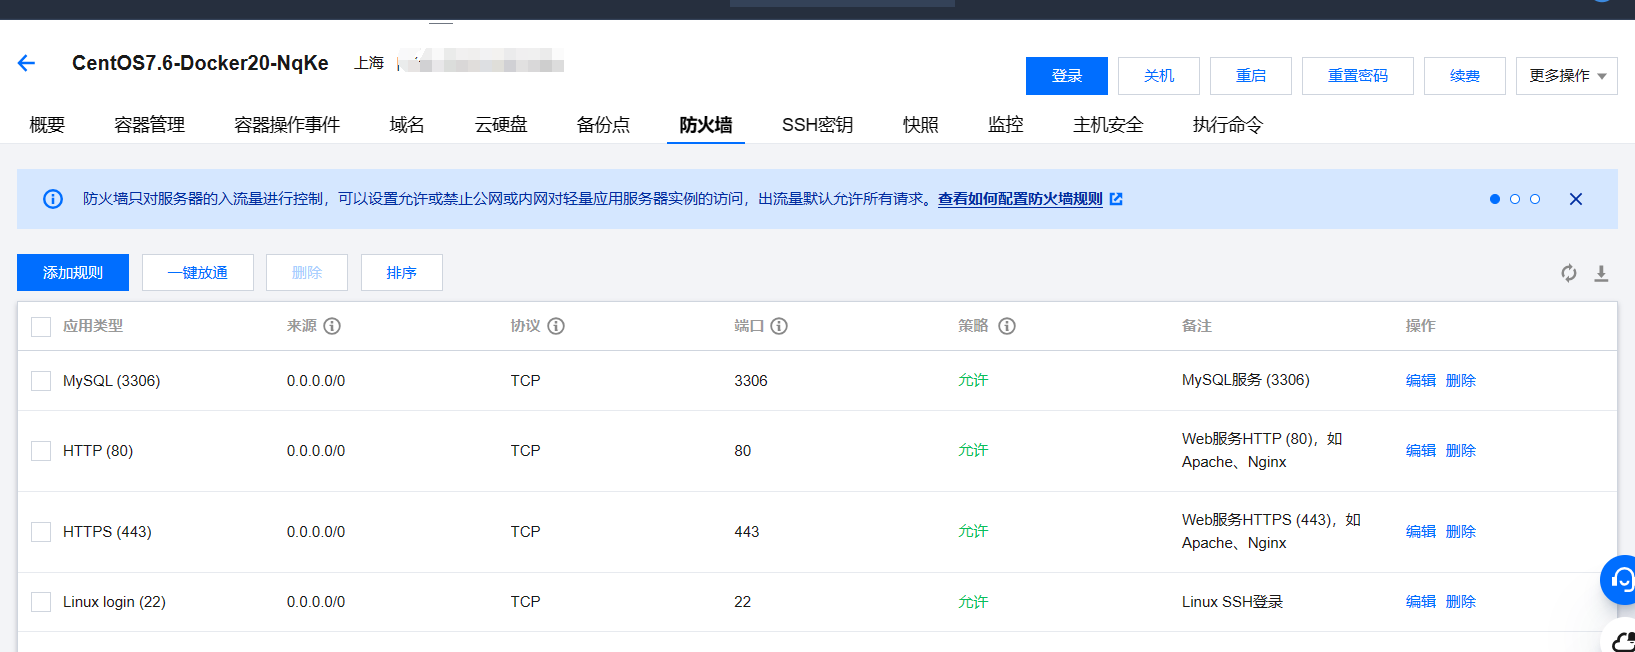 CentOS7.6-Docker20-NqKe 上海
登录 关机 重启 重置密码 续费 更多操作
概要 容器管理 容器操作事件 域名 云硬盘 备份点 防火墙 SSH密钥 快照 监控 主机安全 执行命令
防火墙只对服务器的入流量进行控制，可以设置允许或禁止公网或内网对轻量应用服务器实例的访问，出流量默认允许所有请求。查看如何配置防火墙规则
添加规则 一键放通 删除 排序
应用类型 来源 协议 端口 策略 备注 操作
MySQL (3306) 0.0.0.0/0 TCP 3306 允许 MySQL服务 (3306) 编辑 删除
HTTP (80) 0.0.0.0/0 TCP 80 允许 Web服务HTTP (80)，如
Apache、Nginx 编辑 删除
HTTPS (443) 0.0.0.0/0 TCP 443 允许 Web服务HTTPS (443)，如
Apache、Nginx 编辑 删除
Linux login (22) 0.0.0.0/0 TCP 22 允许 Linux SSH登录 编辑 删除